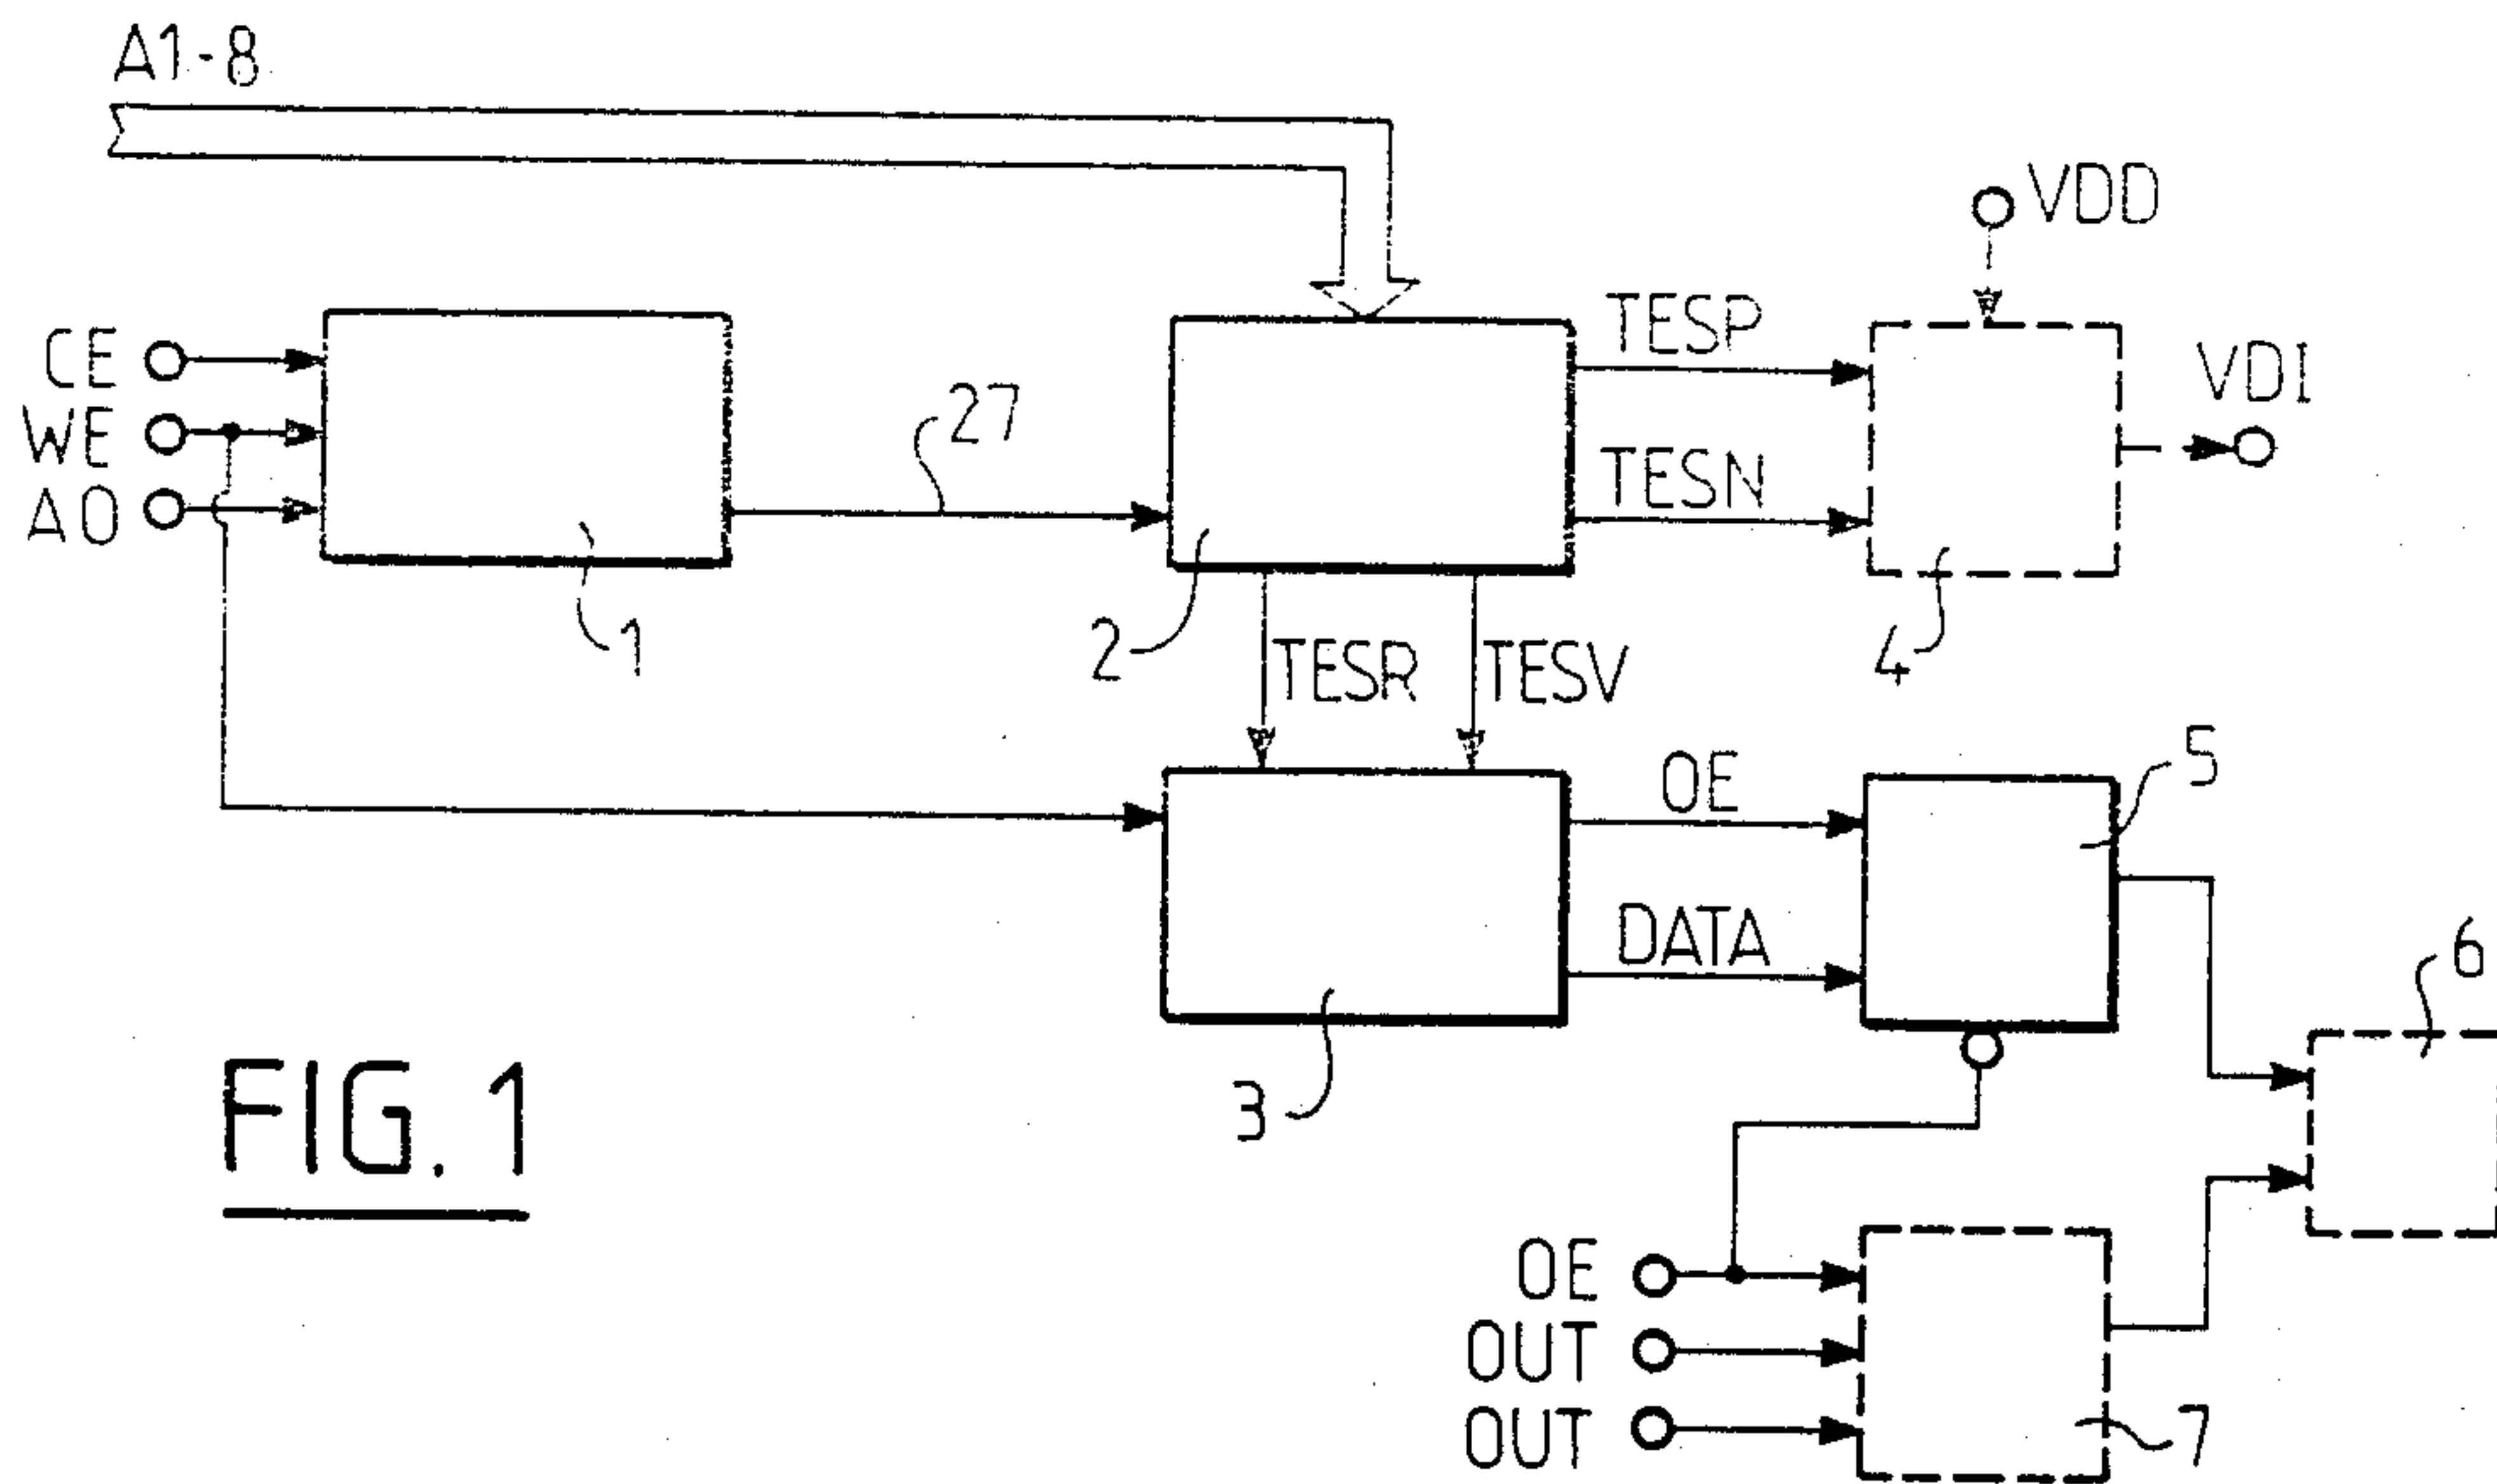 A1-8
VDD
CE
WE
A0
27
TESP
TESN
VDI
1
2
TESR
TESV
4
OE
5
DATA
6
3
FIG. 1
OE
OUT
OUT
7